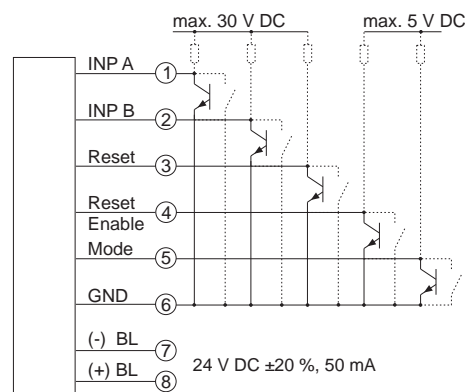 max. 30 V DC
max. 5 V DC
INP A
1
INP B
2
Reset
3
Reset
Enable
4
Mode
5
GND
6
(-) BL
7
24 V DC ±20 %, 50 mA
(+) BL
8